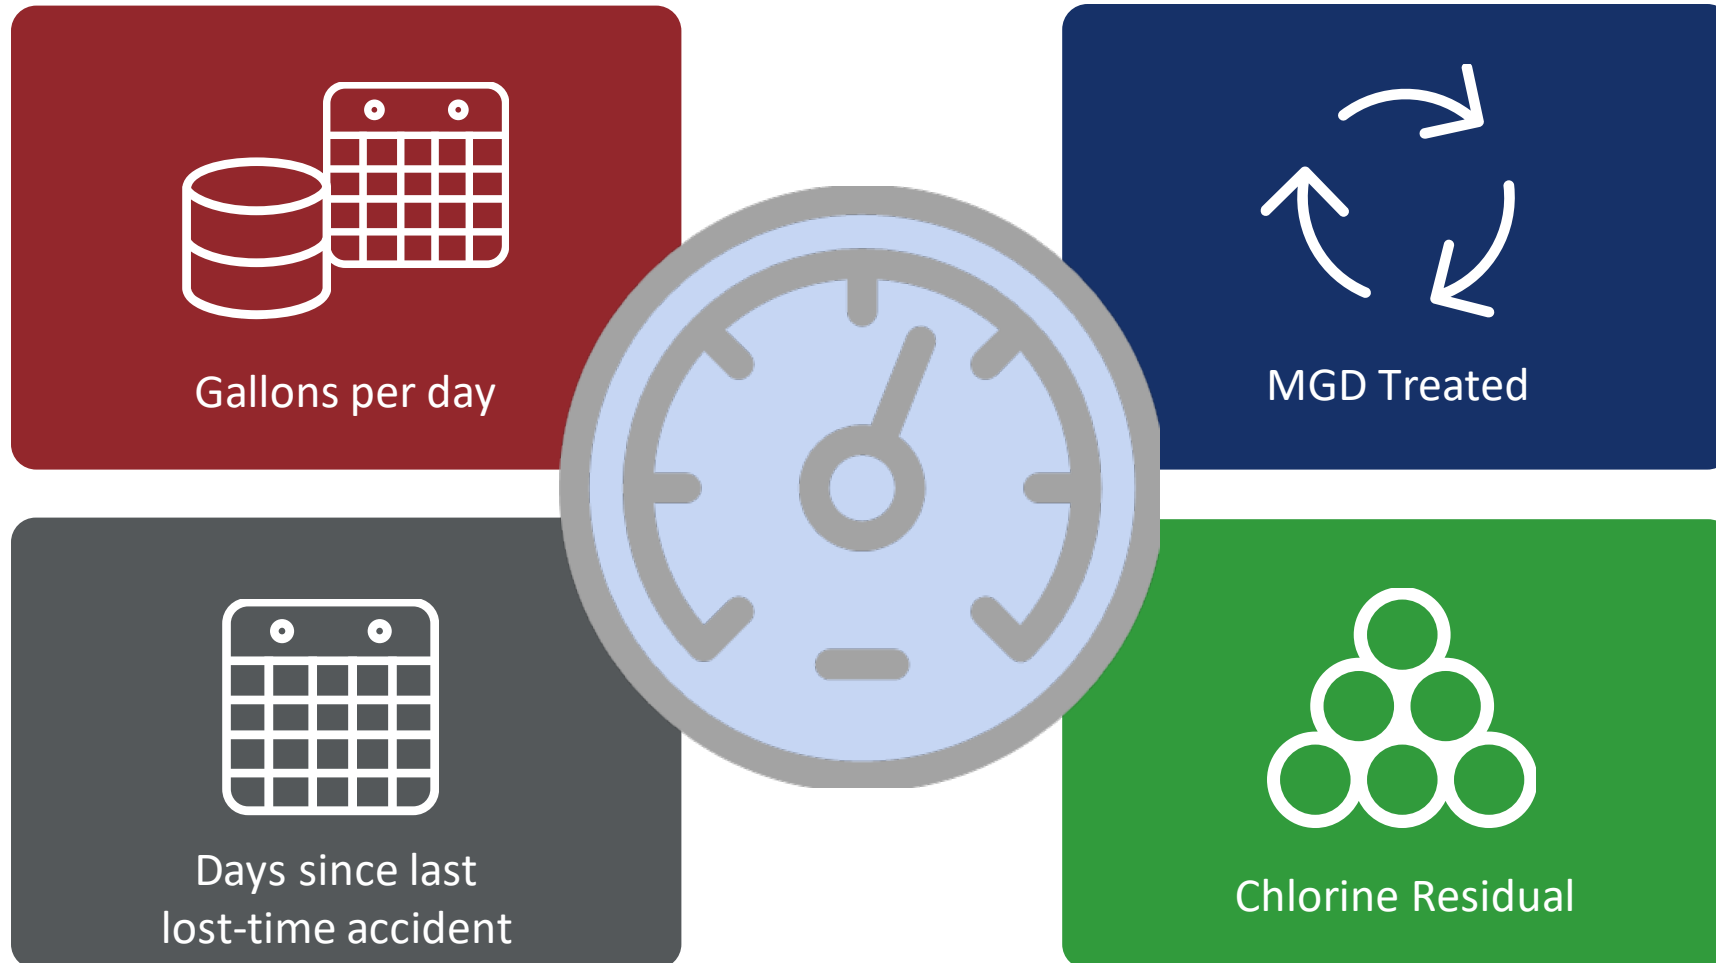 Gallons per day
MGD Treated
Days since last
lost-time accident
Chlorine Residual